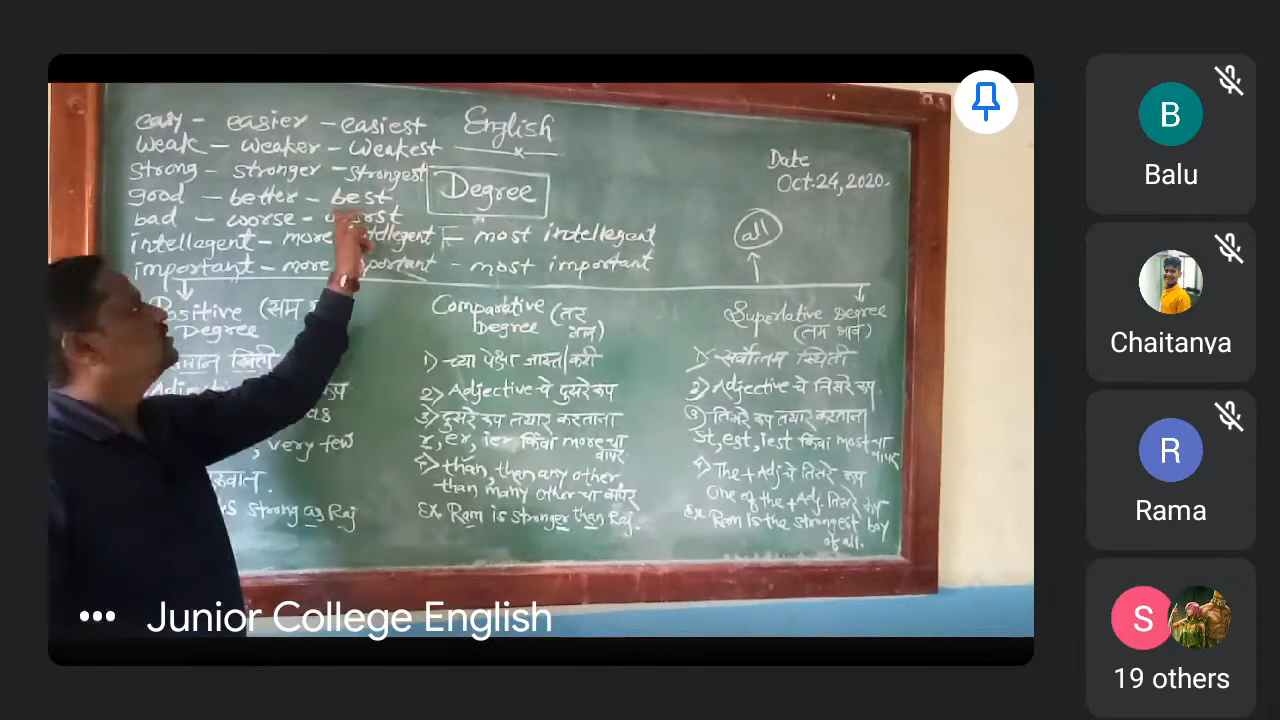 English
easy - easier - easiest
weak - weaker - weakest
strong - stronger - strongest
good - better - best
bad - worse - worst
intellegent - more intellegent - most intellegent
important - more important - most important
Degree
Date
Oct. 24, 2020.
all
Positive (सम
Degree
समान स्थिती
very few
strong as Raj
Comparative (तर
Degree भाव)
1) -च्या पेक्षा जास्त/कमी
2) Adjective चे दुसरे रूप
3) दुसरे रूप तयार करताना
r, er, ier किंवा more चा
वापर
4) than, than any other,
than many other चा वापर
Ex. Ram is stronger than Raj.
Superlative Degree
(तम भाव)
1) सर्वोत्तम स्थिती
2) Adjective चे तिसरे रूप.
3) तिसरे रूप तयार करताना
st, est, iest किंवा most चा
वापर
4) The + Adj चे तिसरे रूप
One of the + Adj. तिसरे रूप
Ex. Ram is the strongest boy
of all.
Junior College English
B
Balu
Chaitanya
R
Rama
S
19 others